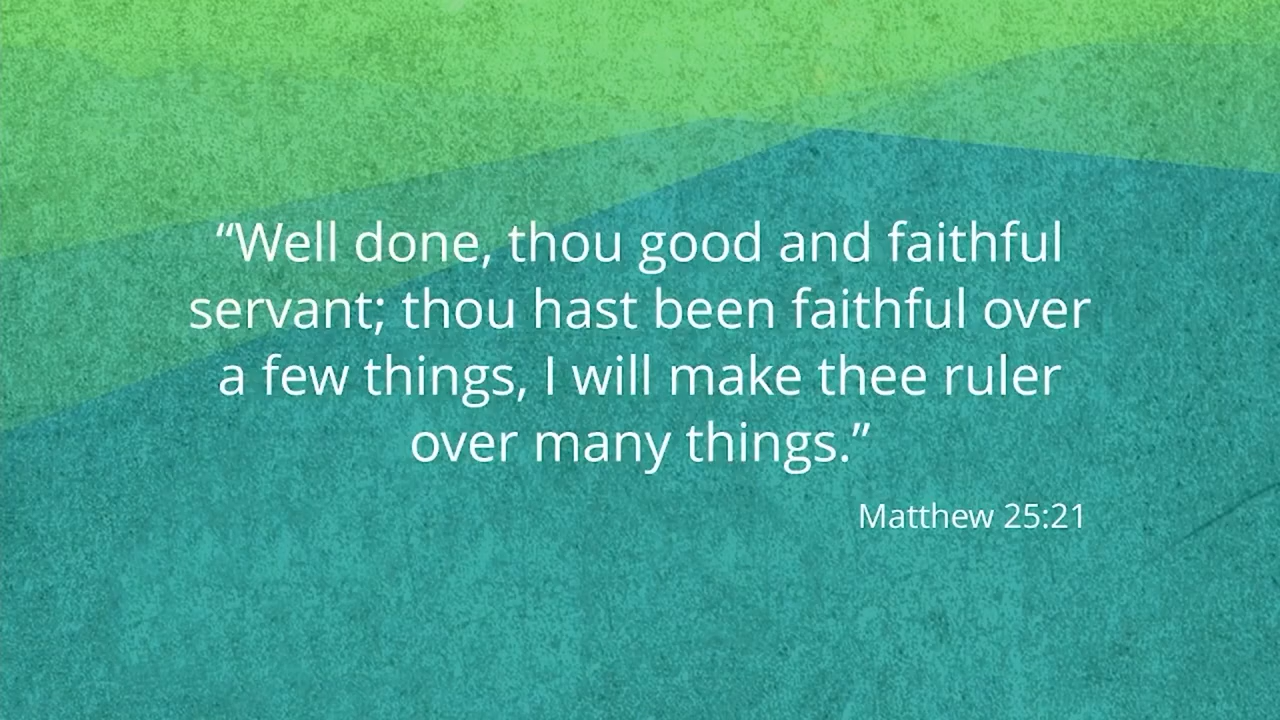 “Well done, thou good and faithful
servant; thou hast been faithful over
a few things, I will make thee ruler
over many things.”
Matthew 25:21